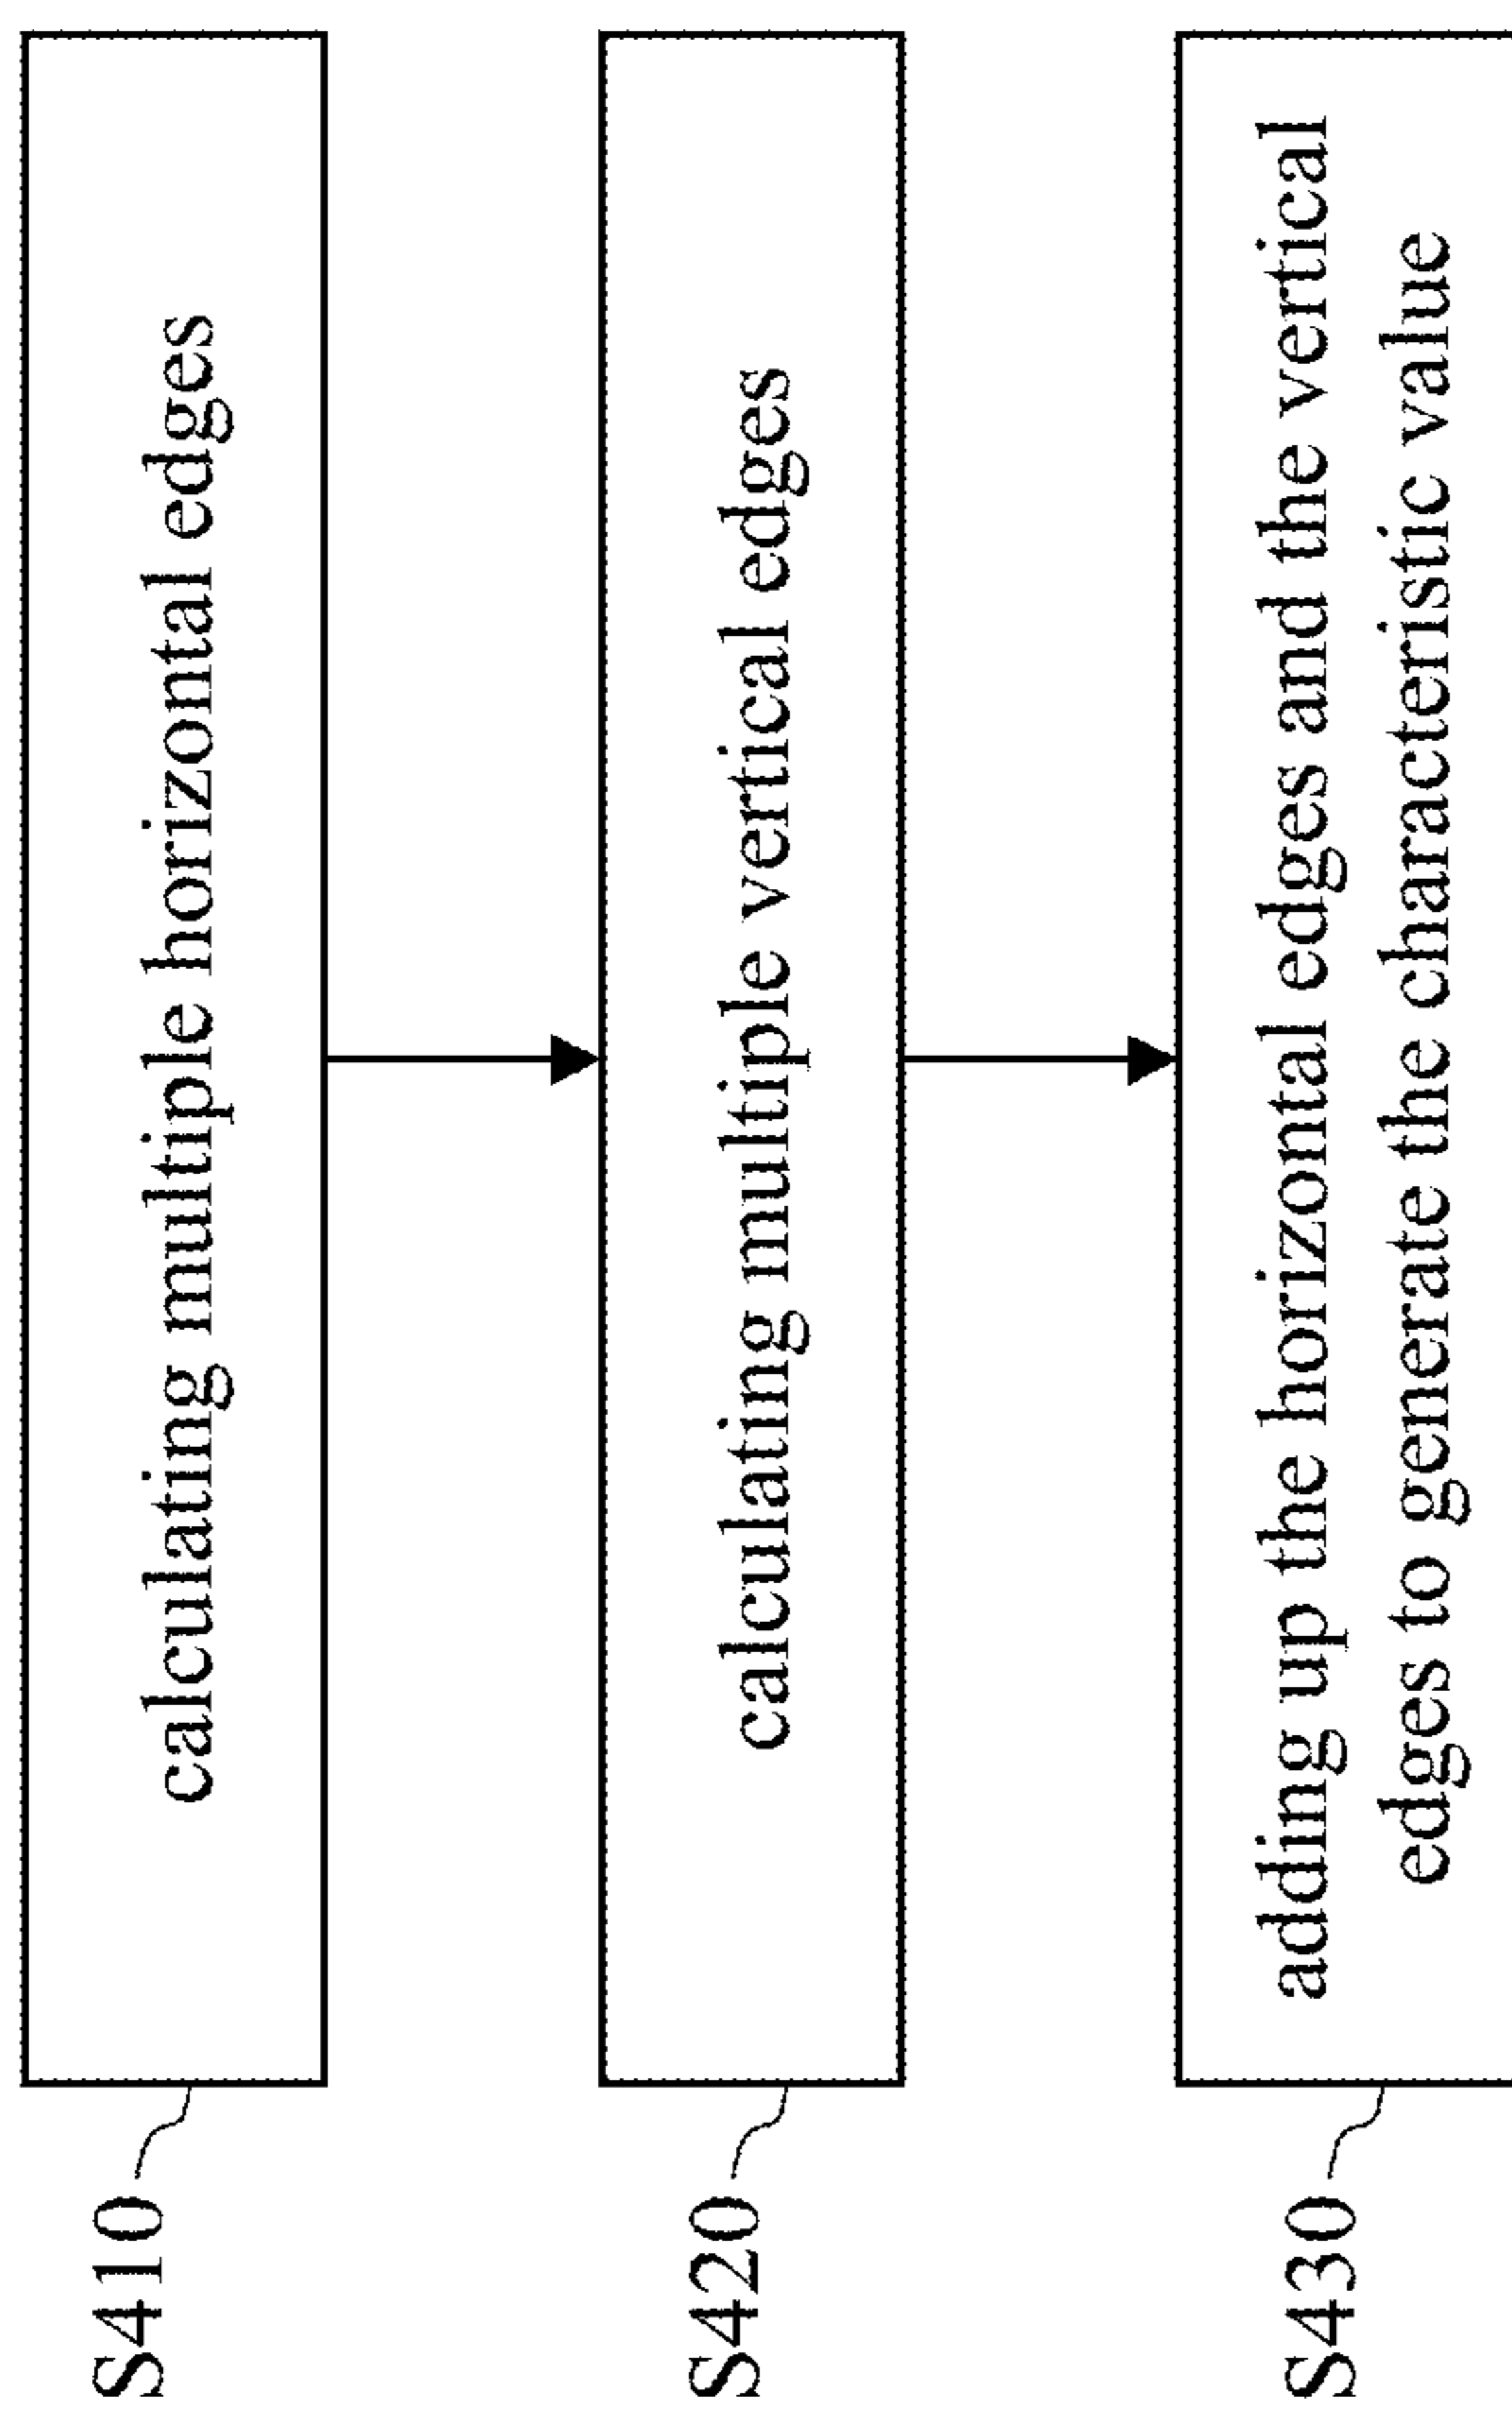 S410
calculating multiple horizontal edges
S420
calculating multiple vertical edges
S430
adding up the horizontal edges and the vertical
edges to generate the characteristic value